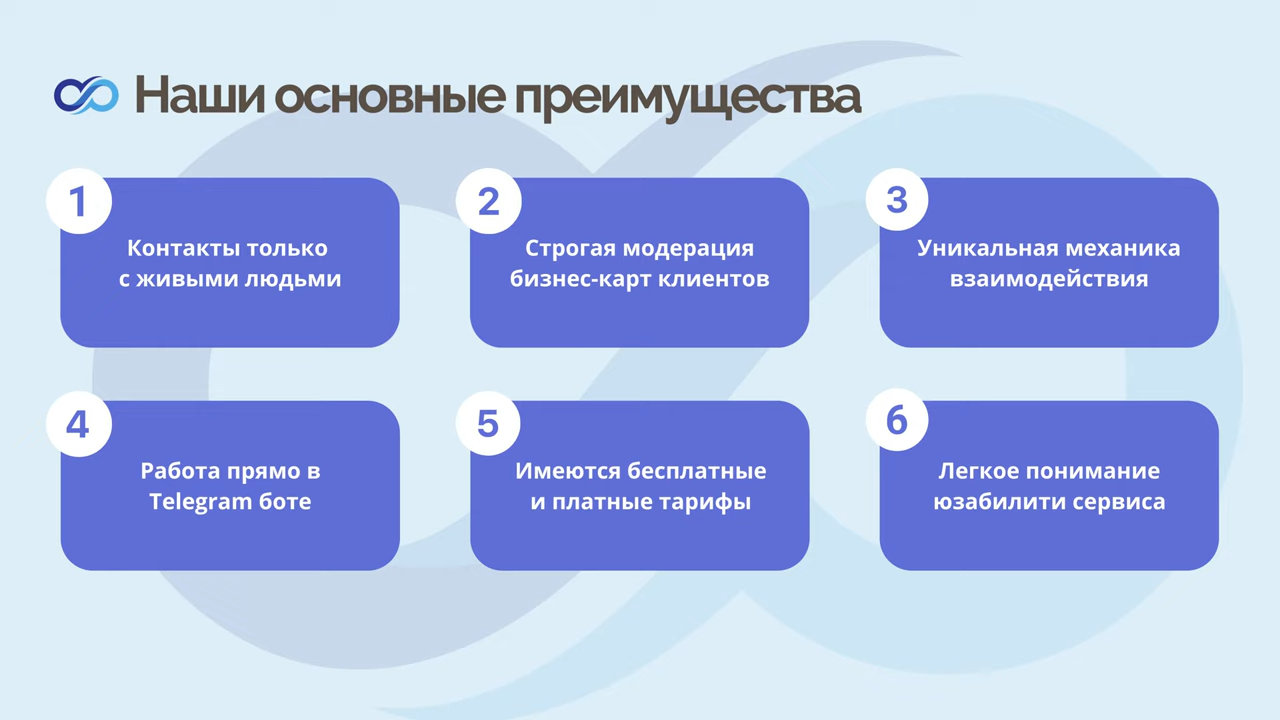 Наши основные преимущества
1
Контакты только
с живыми людьми
2
Строгая модерация
бизнес-карт клиентов
3
Уникальная механика
взаимодействия
4
Работа прямо в
Telegram боте
5
Имеются бесплатные
и платные тарифы
6
Легкое понимание
юзабилити сервиса